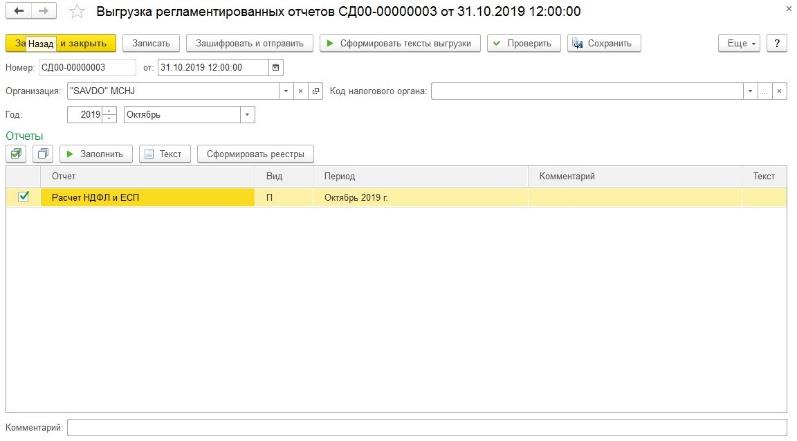 Выгрузка регламентированных отчетов СД00-00000003 от 31.10.2019 12:00:00
За Назад и закрыть Записать Зашифровать и отправить Сформировать тексты выгрузки Проверить Сохранить Еще ?
Номер: СД00-00000003 от: 31.10.2019 12:00:00
Организация: "SAVDO" MCHJ Код налогового органа:
Год: 2019 Октябрь
Отчеты
Заполнить Текст Сформировать реестры
Отчет Вид Период Комментарий Текст
Расчет НДФЛ и ЕСП П Октябрь 2019 г.
Комментарий: